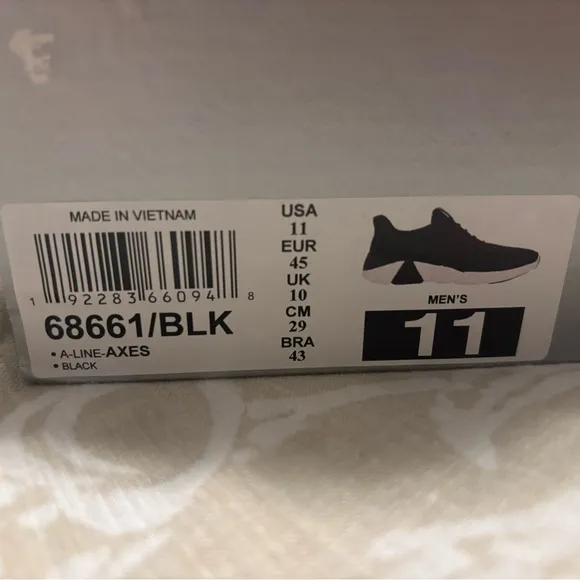 MADE IN VIETNAM
1 92283 66094 8
68661/BLK
• A-LINE-AXES
• BLACK
USA
11
EUR
45
UK
10
CM
29
BRA
43
MEN'S
11